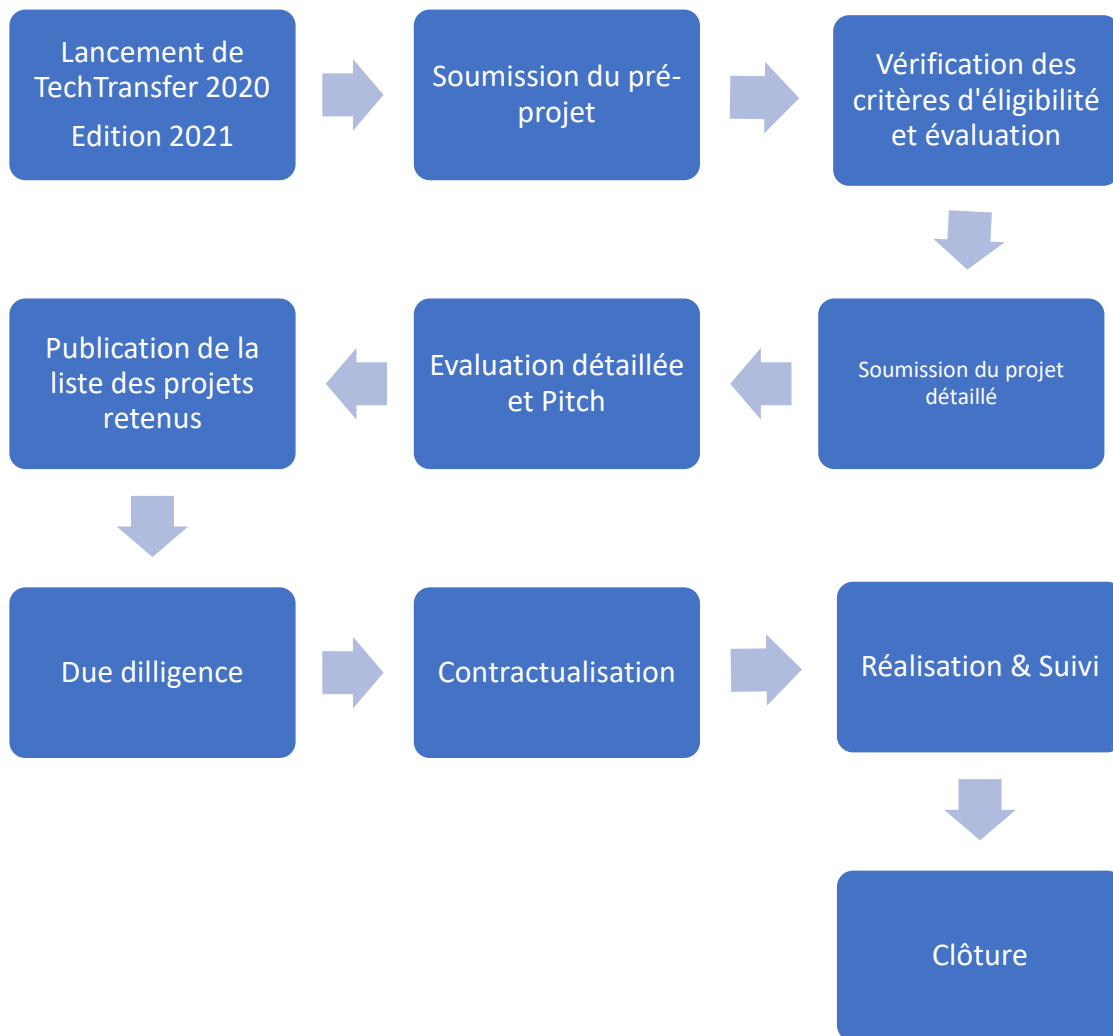 Lancement de
TechTransfer 2020
Edition 2021
Soumission du pré-
projet
Vérification des
critères d'éligibilité
et évaluation
Soumission du projet
détaillé
Evaluation détaillée
et Pitch
Publication de la
liste des projets
retenus
Due dilligence
Contractualisation
Réalisation & Suivi
Clôture